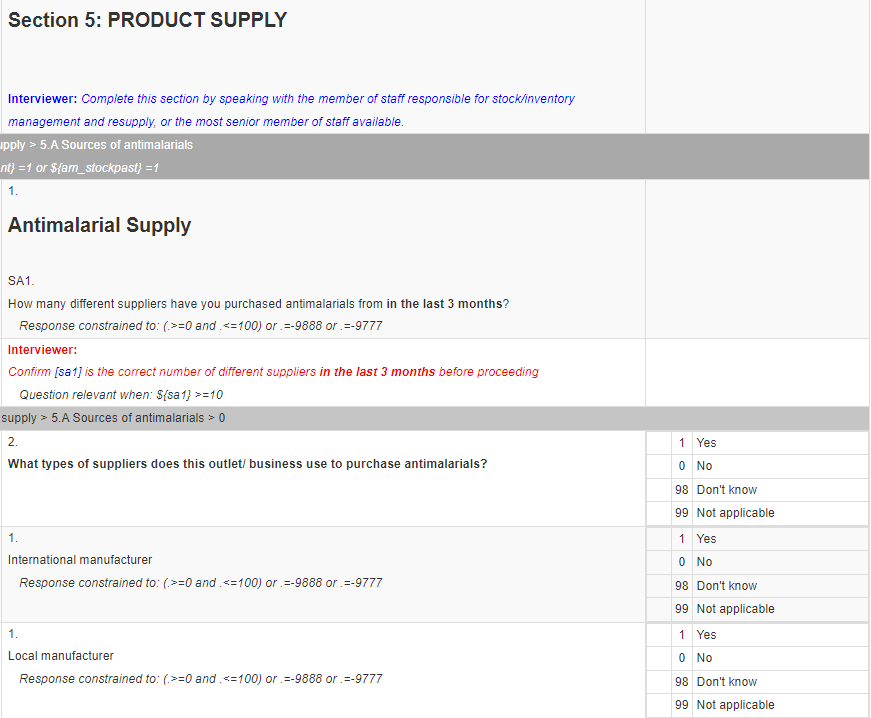 Section 5: PRODUCT SUPPLY
Interviewer: Complete this section by speaking with the member of staff responsible for stock/inventory
management and resupply, or the most senior member of staff available.
upply > 5.A Sources of antimalarials
nt} =1 or ${am_stockpast} =1
1.
Antimalarial Supply
SA1.
How many different suppliers have you purchased antimalarials from in the last 3 months?
Response constrained to: (.>=0 and .<=100) or .=-9888 or .=-9777
Interviewer:
Confirm [sa1] is the correct number of different suppliers in the last 3 months before proceeding
Question relevant when: ${sa1} >=10
supply > 5.A Sources of antimalarials > 0
2.
What types of suppliers does this outlet/ business use to purchase antimalarials?
1 Yes
0 No
98 Don't know
99 Not applicable
1.
International manufacturer
Response constrained to: (.>=0 and .<=100) or .=-9888 or .=-9777
1 Yes
0 No
98 Don't know
99 Not applicable
1.
Local manufacturer
Response constrained to: (.>=0 and .<=100) or .=-9888 or .=-9777
1 Yes
0 No
98 Don't know
99 Not applicable